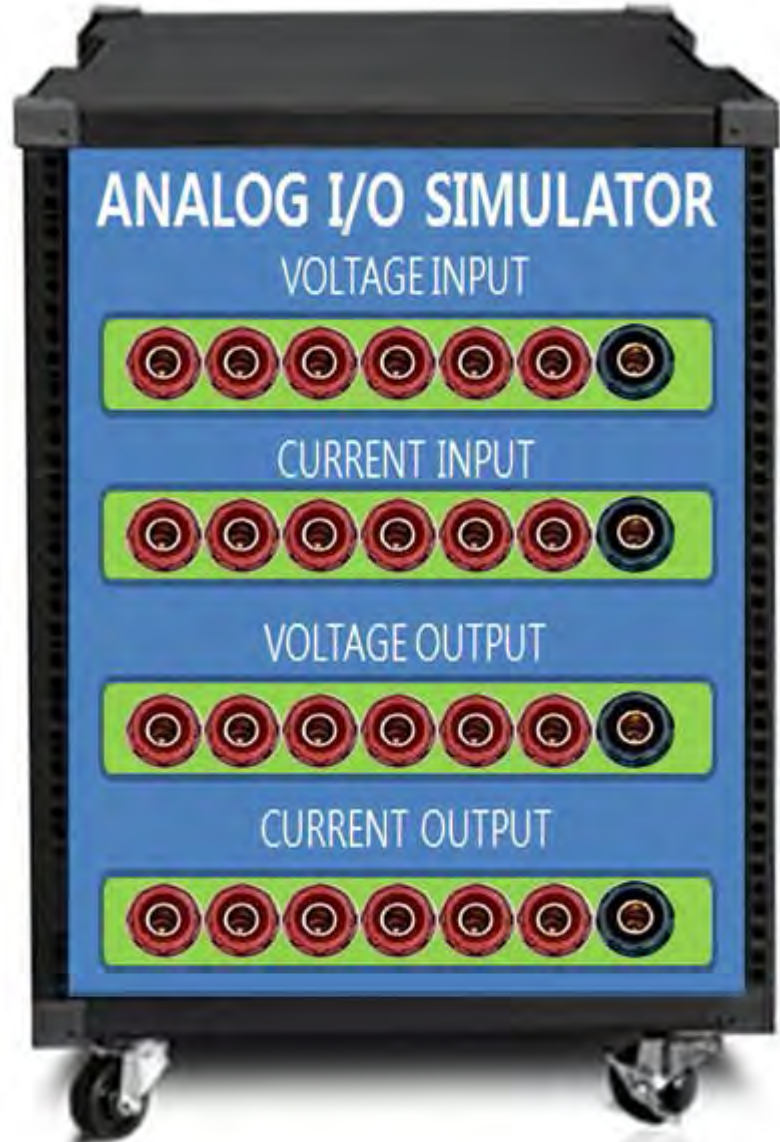 ANALOG I/O SIMULATOR
VOLTAGE INPUT
CURRENT INPUT
VOLTAGE OUTPUT
CURRENT OUTPUT